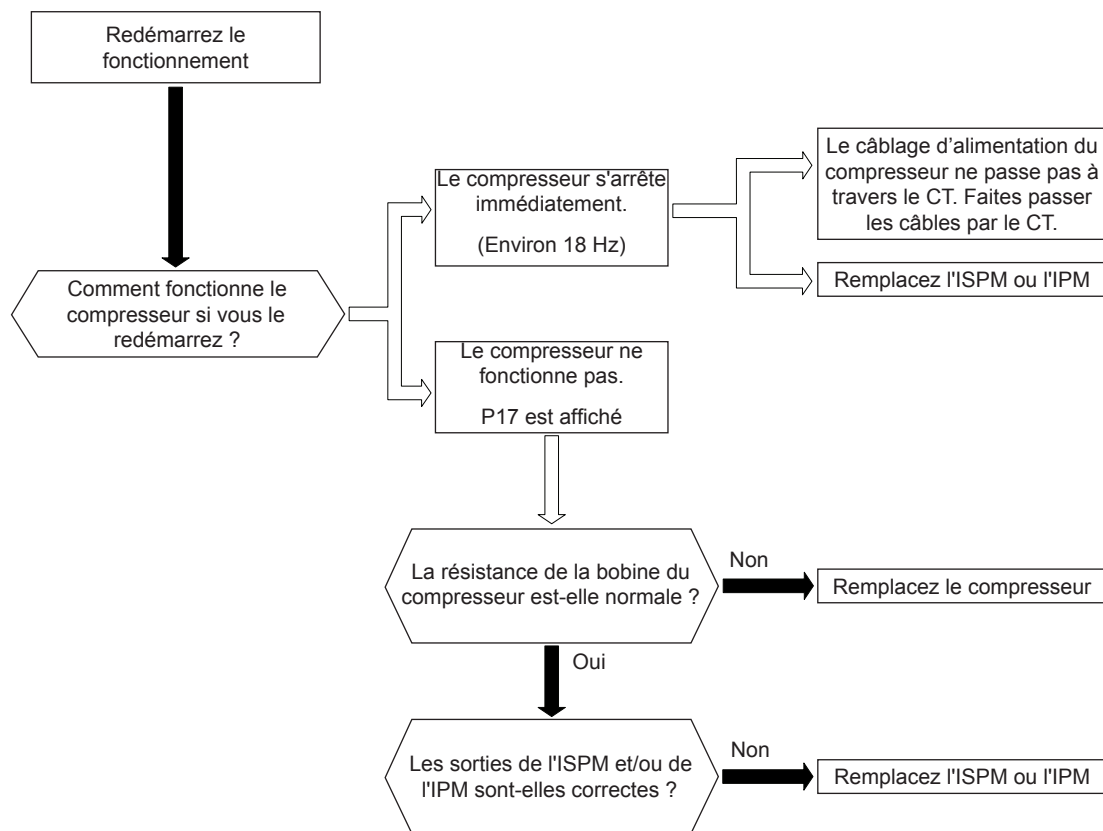 Redémarrez le
fonctionnement
Le câblage d’alimentation du
compresseur ne passe pas à
travers le CT. Faites passer
les câbles par le CT.
Le compresseur s'arrête
immédiatement.
(Environ 18 Hz)
Remplacez l'ISPM ou l'IPM
Comment fonctionne le
compresseur si vous le
redémarrez ?
Le compresseur ne
fonctionne pas.
P17 est affiché
La résistance de la bobine du
compresseur est-elle normale ?
Non
Remplacez le compresseur
Oui
Les sorties de l'ISPM et/ou de
l'IPM sont-elles correctes ?
Non
Remplacez l'ISPM ou l'IPM